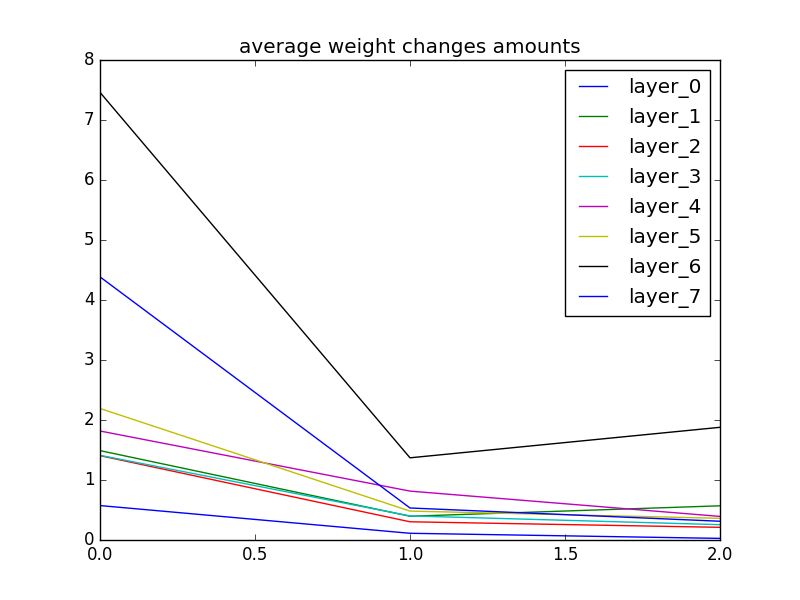 average weight changes amounts
8
7
6
5
4
3
2
1
0
0.0 0.5 1.0 1.5 2.0
layer_0
layer_1
layer_2
layer_3
layer_4
layer_5
layer_6
layer_7